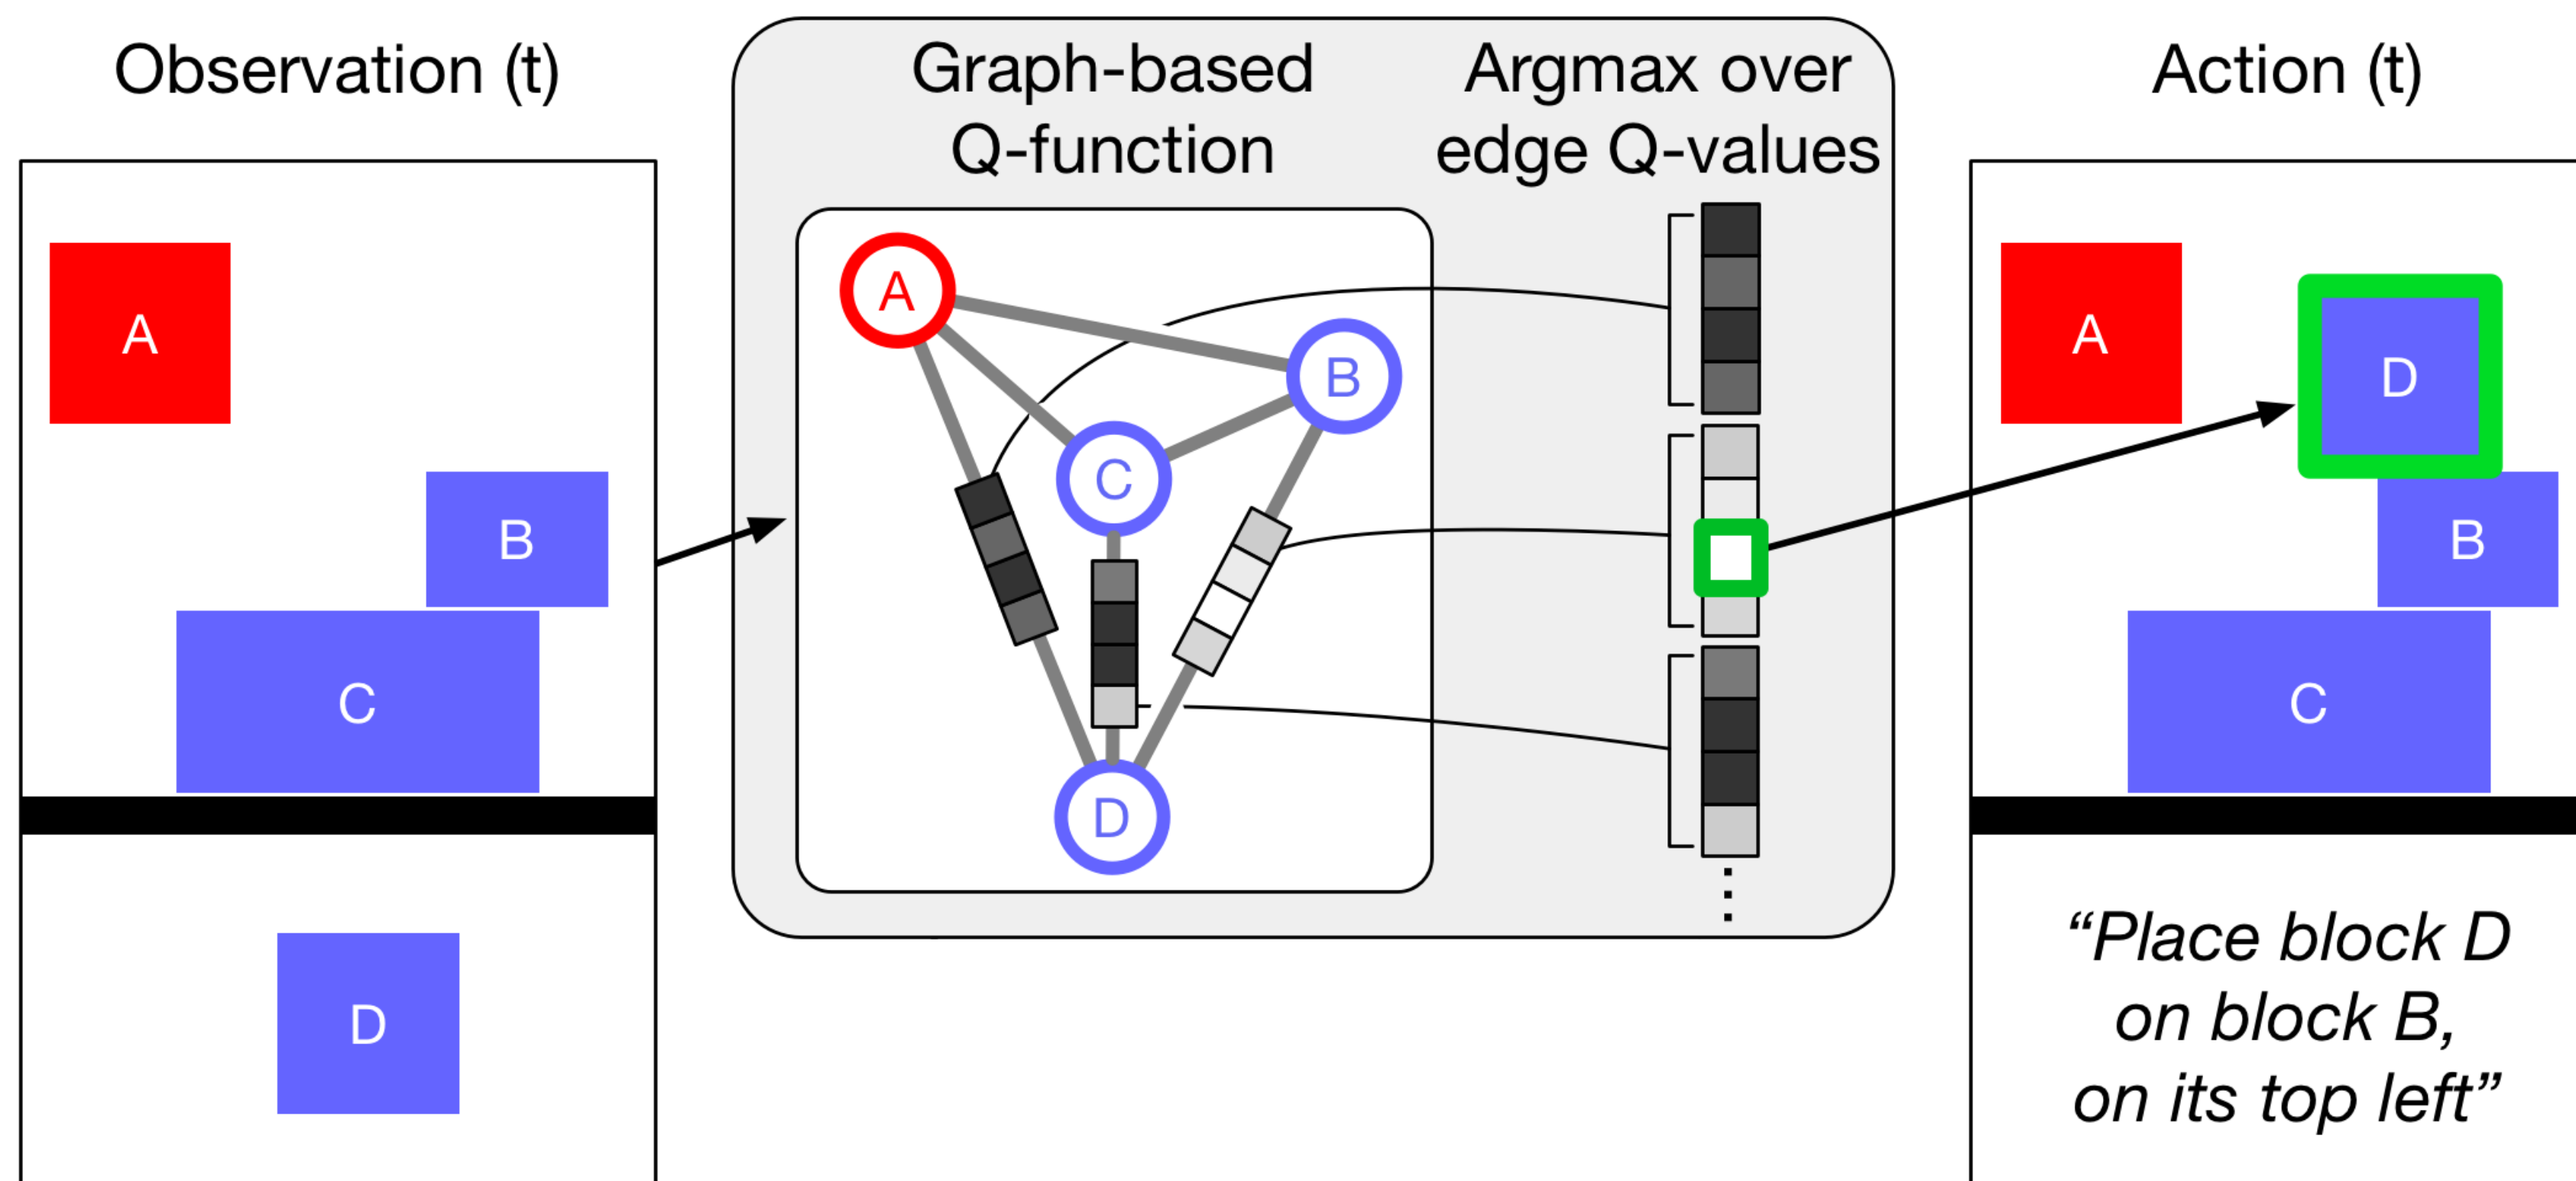 Observation (t)
A
B
C
D
Graph-based
Q-function
A
B
C
D
Argmax over
edge Q-values
Action (t)
A
D
B
C
“Place block D
on block B,
on its top left”